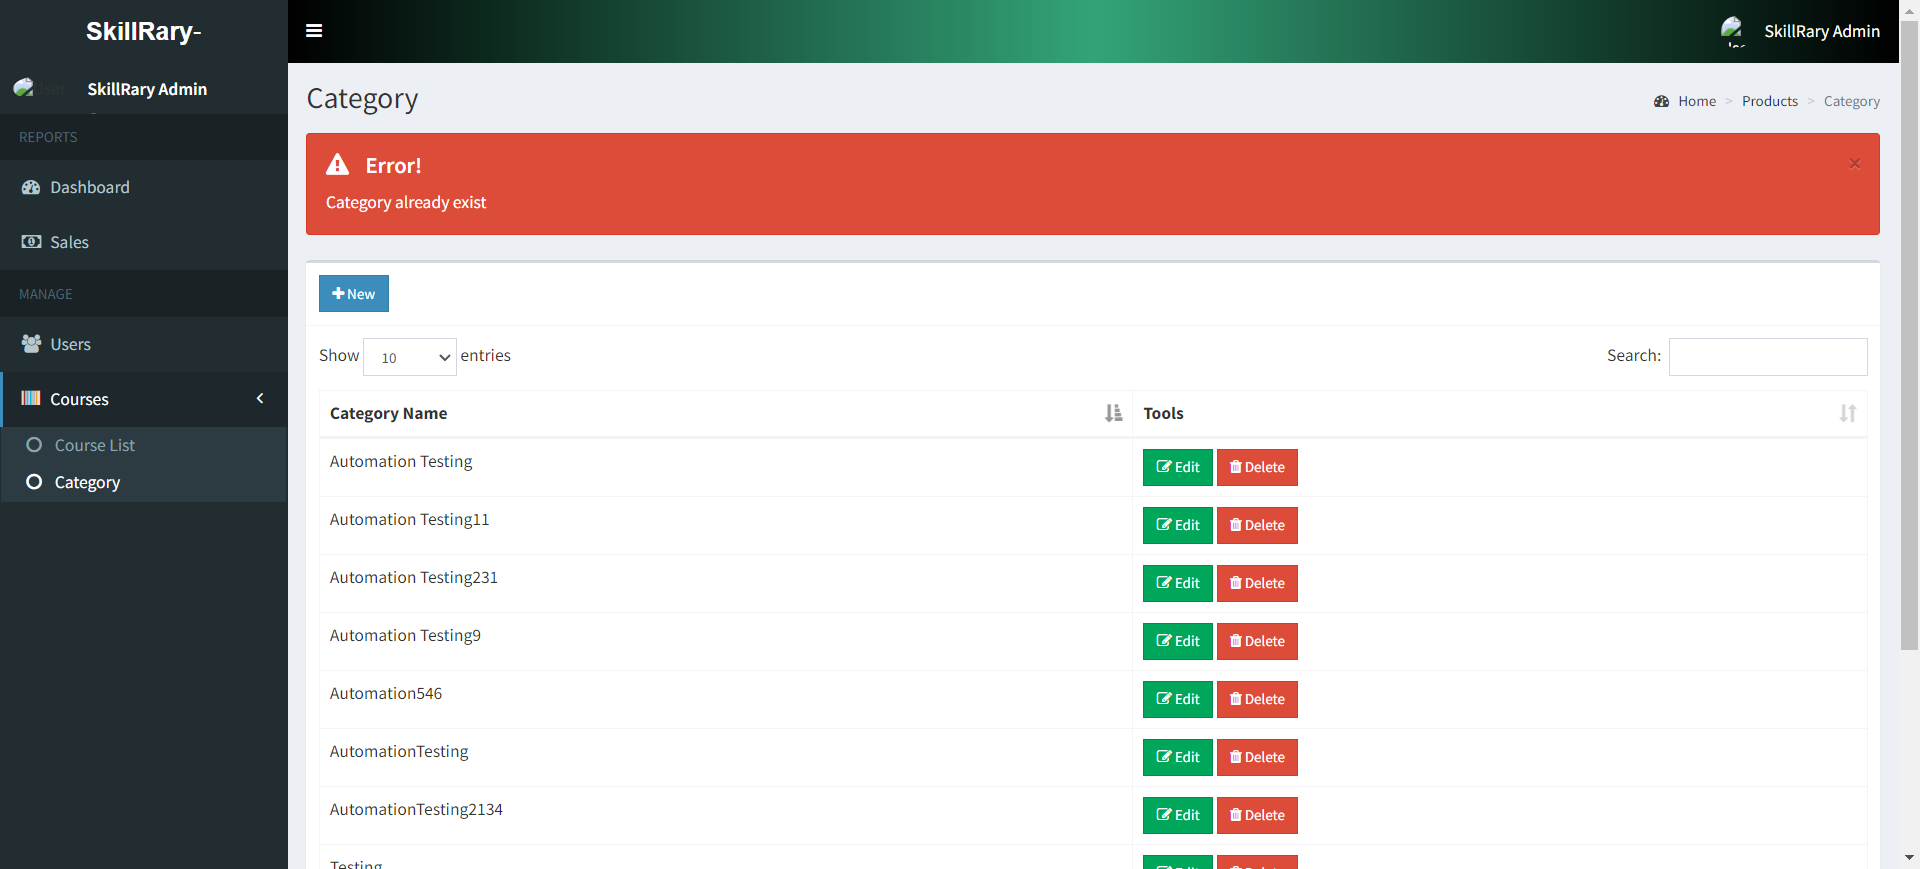 SkillRary-
SkillRary Admin
SkillRary Admin
REPORTS
Dashboard
Sales
MANAGE
Users
Courses
Course List
Category
Category
Home > Products > Category
Error!
×
Category already exist
New
Show 10 entries
Search:
Category Name Tools
Automation Testing Edit Delete
Automation Testing11 Edit Delete
Automation Testing231 Edit Delete
Automation Testing9 Edit Delete
Automation546 Edit Delete
AutomationTesting Edit Delete
AutomationTesting2134 Edit Delete
Testing